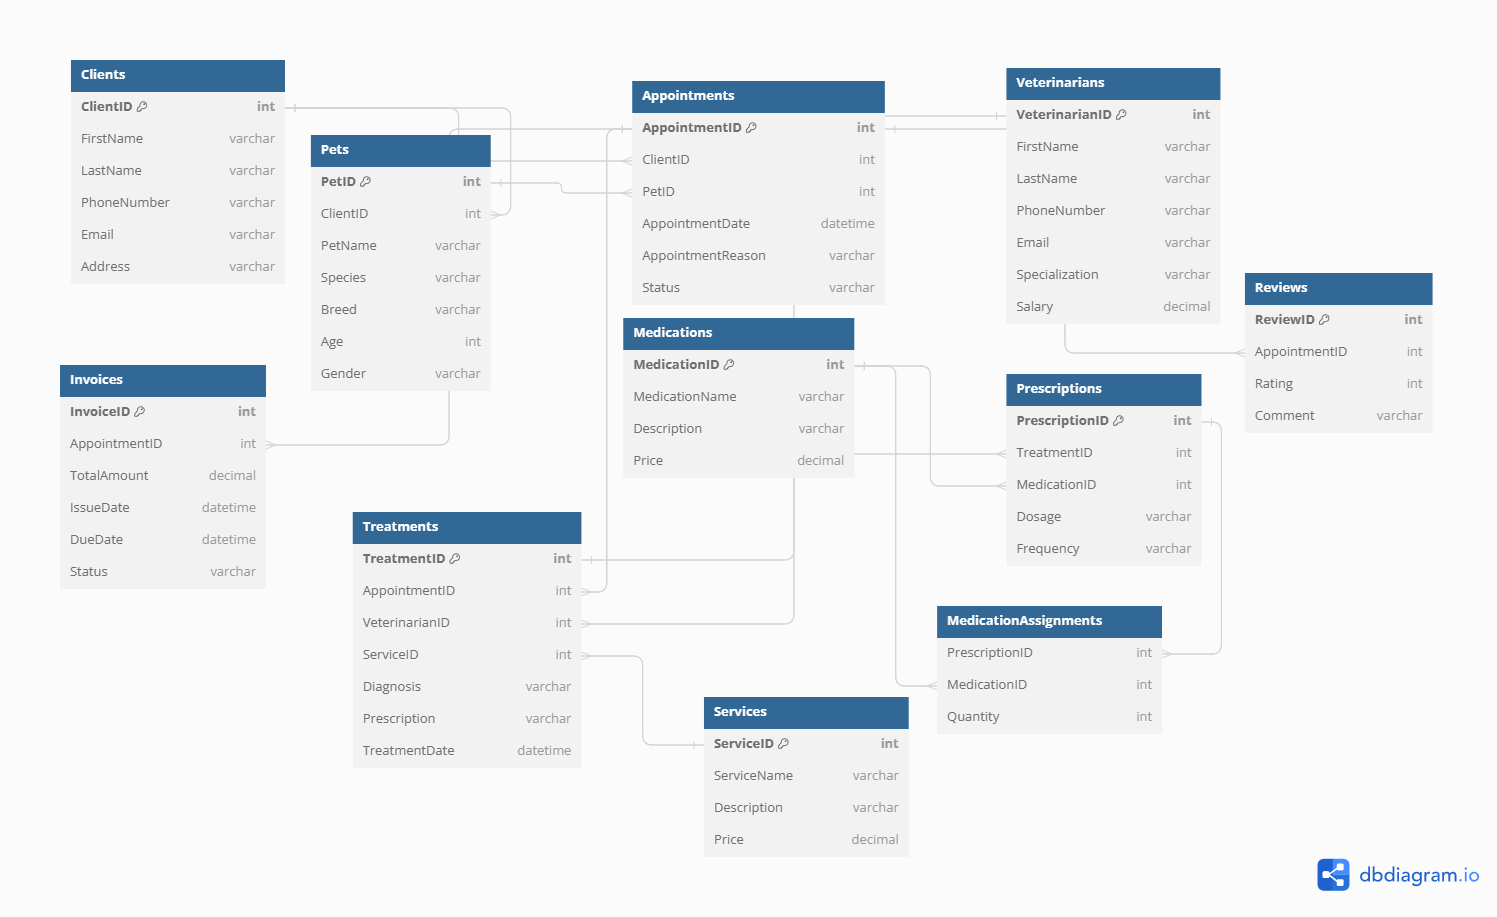 Clients
ClientID int
FirstName varchar
LastName varchar
PhoneNumber varchar
Email varchar
Address varchar
Pets
PetID int
ClientID int
PetName varchar
Species varchar
Breed varchar
Age int
Gender varchar
Appointments
AppointmentID int
ClientID int
PetID int
AppointmentDate datetime
AppointmentReason varchar
Status varchar
Veterinarians
VeterinarianID int
FirstName varchar
LastName varchar
PhoneNumber varchar
Email varchar
Specialization varchar
Salary decimal
Reviews
ReviewID int
AppointmentID int
Rating int
Comment varchar
Invoices
InvoiceID int
AppointmentID int
TotalAmount decimal
IssueDate datetime
DueDate datetime
Status varchar
Medications
MedicationID int
MedicationName varchar
Description varchar
Price decimal
Prescriptions
PrescriptionID int
TreatmentID int
MedicationID int
Dosage varchar
Frequency varchar
Treatments
TreatmentID int
AppointmentID int
VeterinarianID int
ServiceID int
Diagnosis varchar
Prescription varchar
TreatmentDate datetime
MedicationAssignments
PrescriptionID int
MedicationID int
Quantity int
Services
ServiceID int
ServiceName varchar
Description varchar
Price decimal
dbdiagram.io